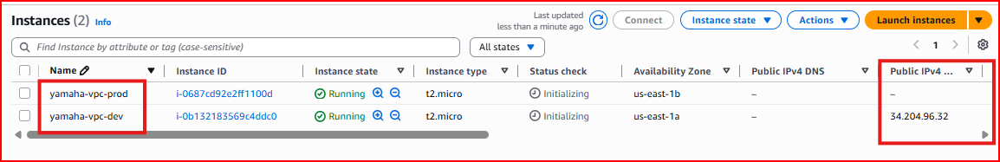 Instances (2) Info
Last updated
less than a minute ago
Connect
Instance state
Actions
Launch instances
Find Instance by attribute or tag (case-sensitive)
All states
1
Name Instance ID Instance state Instance type Status check Availability Zone Public IPv4 DNS Public IPv4 ...
yamaha-vpc-prod i-0687cd92e2ff1100d Running t2.micro Initializing us-east-1b – –
yamaha-vpc-dev i-0b132183569c4ddc0 Running t2.micro Initializing us-east-1a – 34.204.96.32